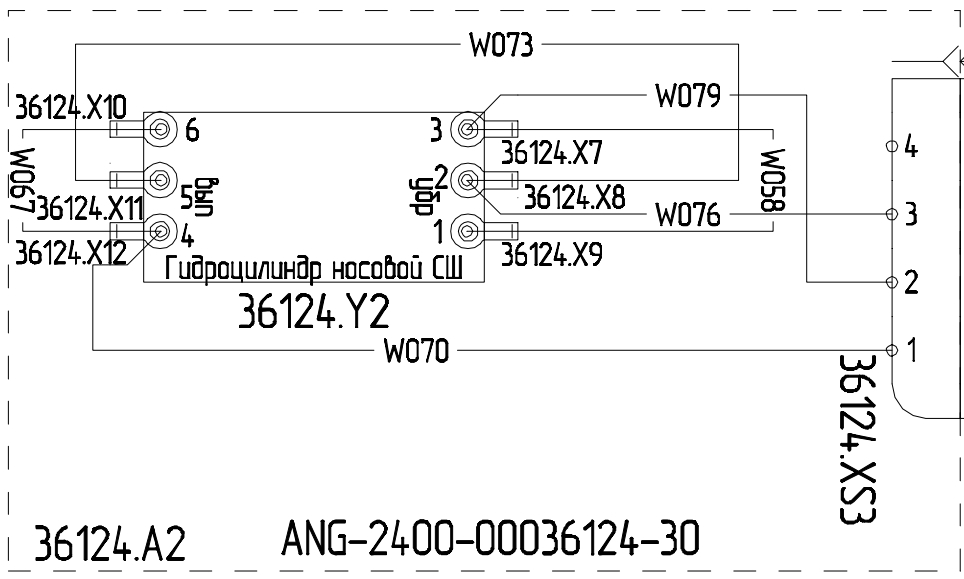 W073
W079
36124.X10
6
3
36124.X7
4
W067
5
вып
2
убр
W058
36124.X11
36124.X8
W076
3
4
1
36124.X12
36124.X9
Гидроцилиндр носовой СШ
2
36124.Y2
W070
1
36124.XS3
36124.A2
ANG-2400-00036124-30